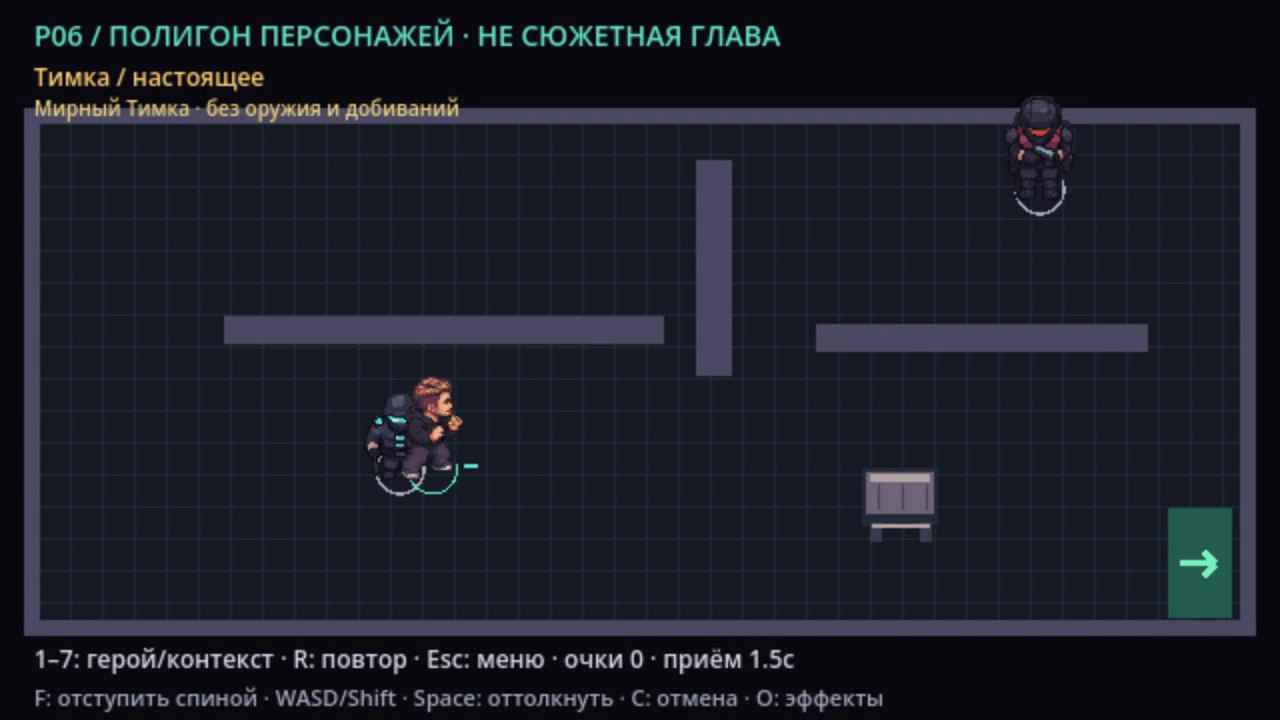 P06 / ПОЛИГОН ПЕРСОНАЖЕЙ · НЕ СЮЖЕТНАЯ ГЛАВА
Тимка / настоящее
Мирный Тимка · без оружия и добиваний
→
1–7: герой/контекст · R: повтор · Esc: меню · очки 0 · приём 1.5с
F: отступить спиной · WASD/Shift · Space: оттолкнуть · C: отмена · O: эффекты